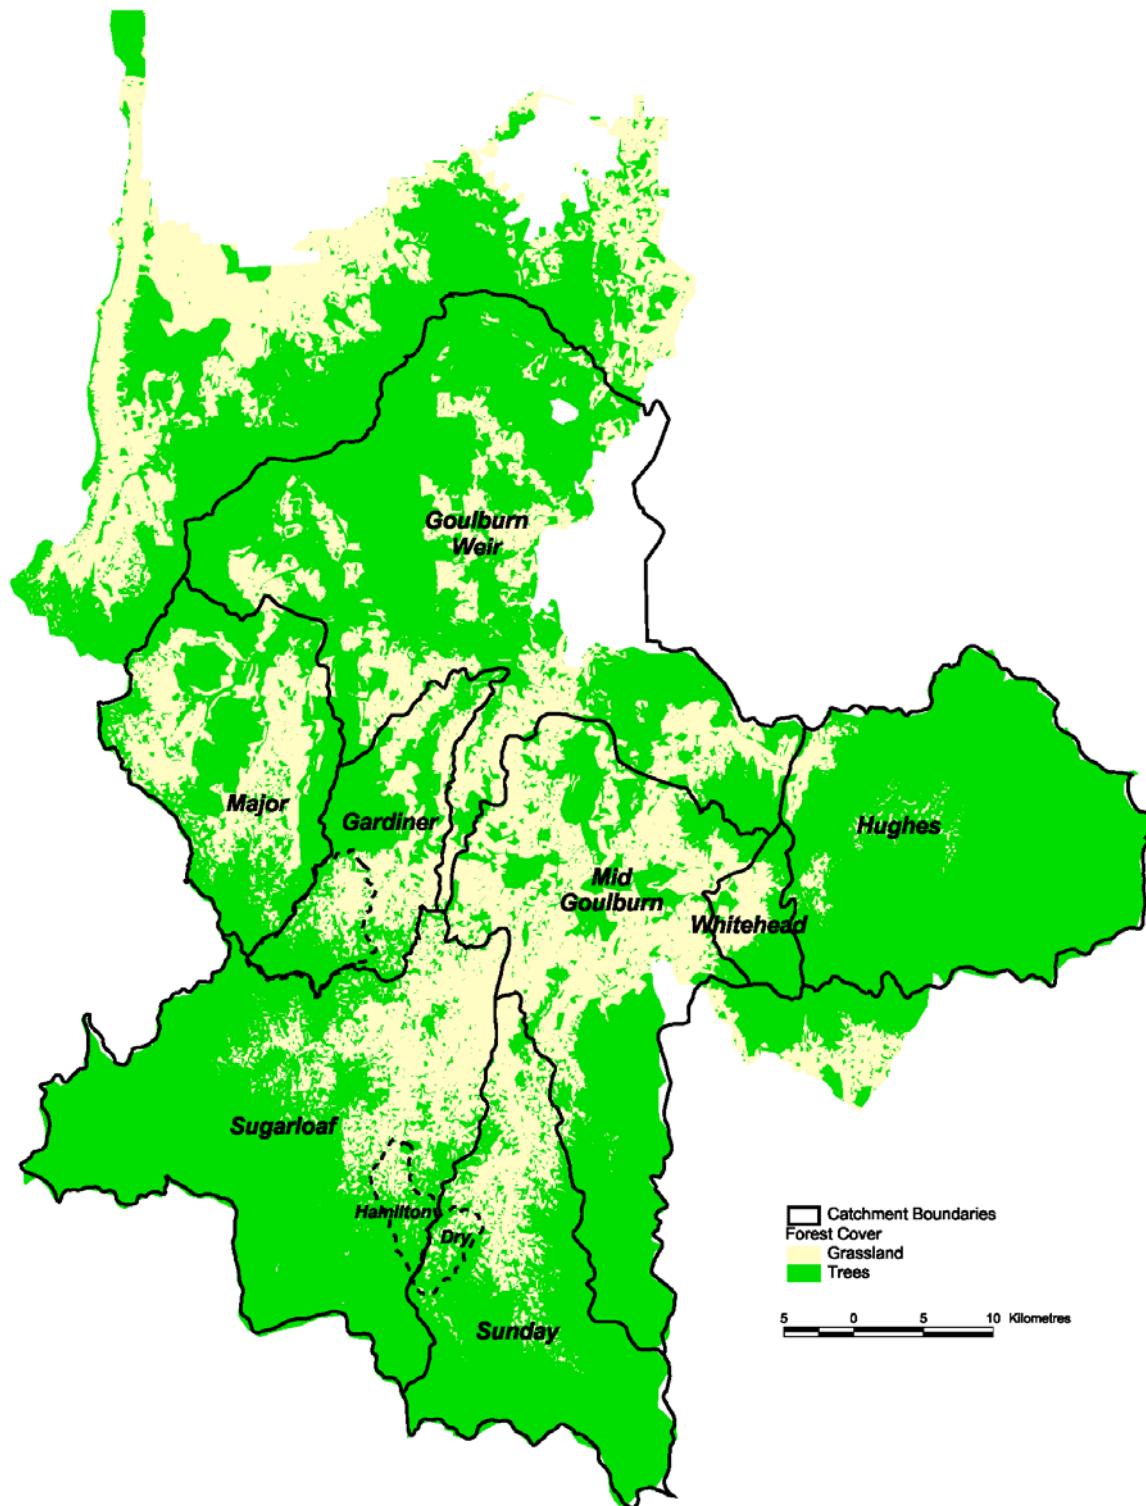 Goulburn
Weir
Major
Gardiner
Hughes
Mid
Goulburn
Whitehead
Sugarloaf
Hamilton
Dry
Sunday
Catchment Boundaries
Forest Cover
Grassland
Trees
5 0 5 10 Kilometres